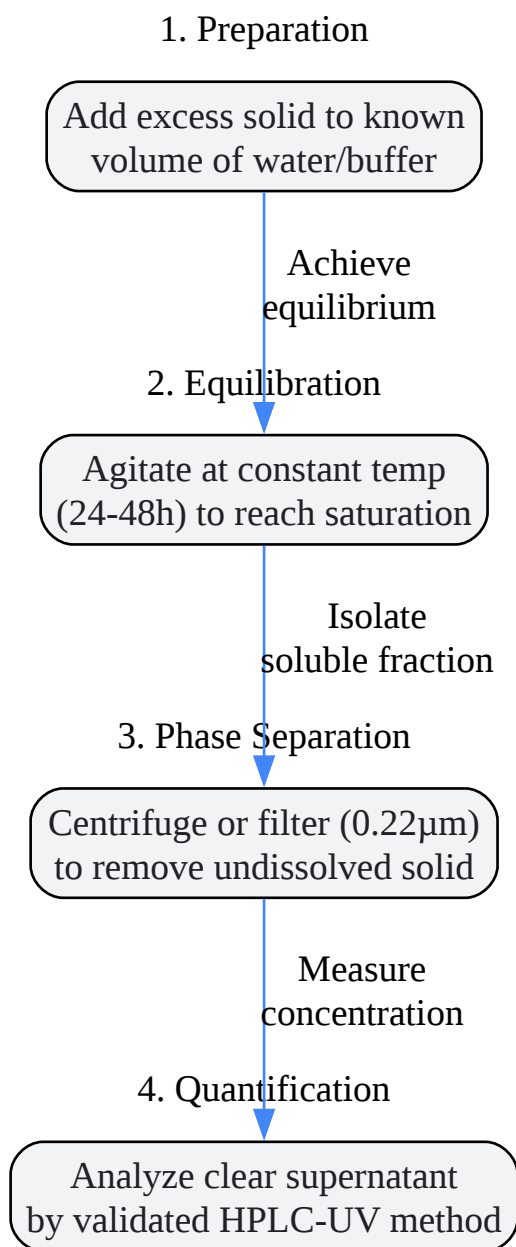 1. Preparation
Add excess solid to known
volume of water/buffer
Achieve
equilibrium
2. Equilibration
Agitate at constant temp
(24-48h) to reach saturation
Isolate
soluble fraction
3. Phase Separation
Centrifuge or filter (0.22µm)
to remove undissolved solid
Measure
concentration
4. Quantification
Analyze clear supernatant
by validated HPLC-UV method